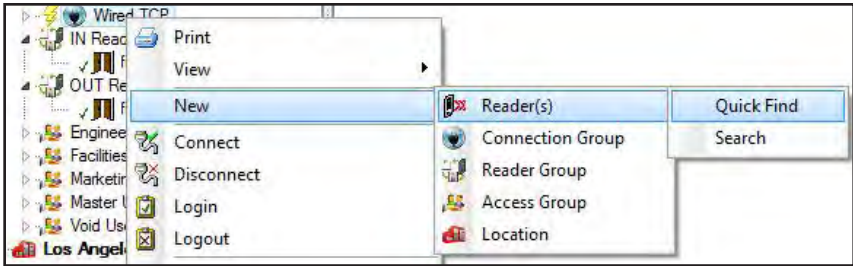 Wired TCP
IN Read
OUT Re
Enginee
Facilities
Marketin
Master U
Void Us
Los Angel
Print
View
New
Connect
Disconnect
Login
Logout
Reader(s)
Connection Group
Reader Group
Access Group
Location
Quick Find
Search